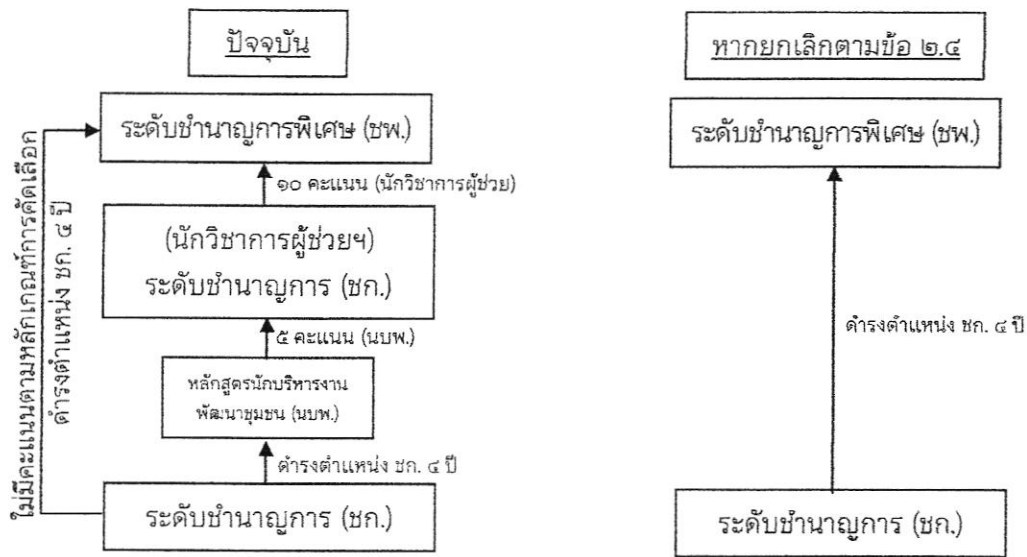 ปัจจุบัน
ระดับชำนาญการพิเศษ (ชพ.)
๑๐ คะแนน (นักวิชาการผู้ช่วย)
(นักวิชาการผู้ช่วยฯ)
ระดับชำนาญการ (ชก.)
๕ คะแนน (นบพ.)
หลักสูตรนักบริหารงาน
พัฒนาชุมชน (นบพ.)
ดำรงตำแหน่ง ชก. ๔ ปี
ระดับชำนาญการ (ชก.)
ไม่มีคะแนนตามหลักเกณฑ์การคัดเลือก
ดำรงตำแหน่ง ชก. ๔ ปี
หากยกเลิกตามข้อ ๒.๔
ระดับชำนาญการพิเศษ (ชพ.)
ดำรงตำแหน่ง ชก. ๔ ปี
ระดับชำนาญการ (ชก.)